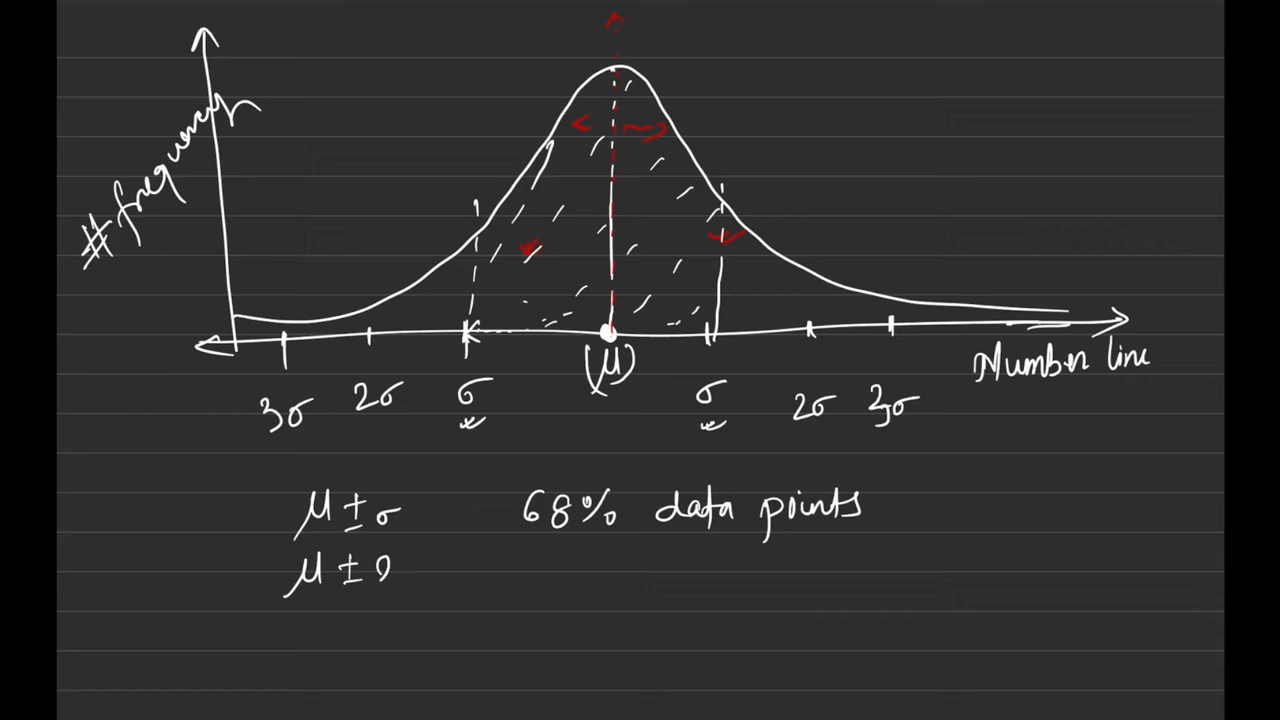 # frequency
Number line
(μ)
3σ 2σ σ σ 2σ 3σ
μ ± σ 68% data points
μ ±